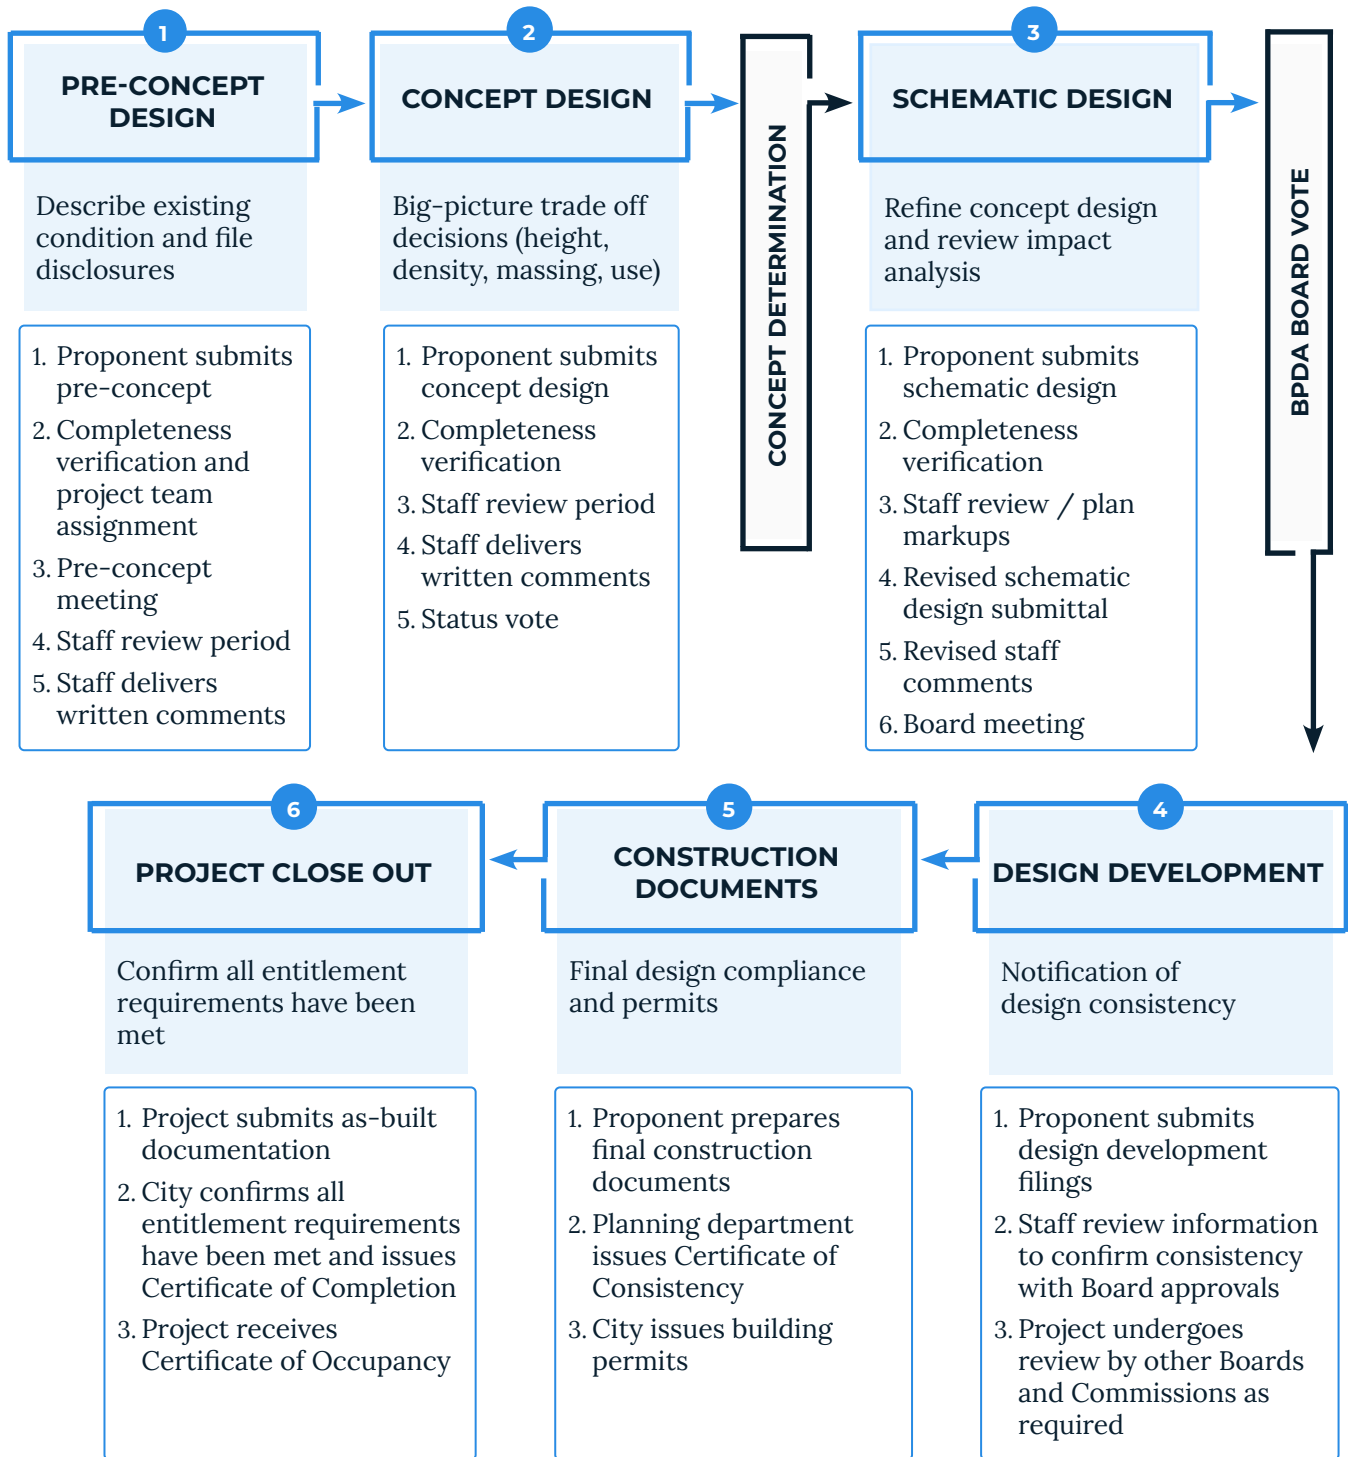 1
PRE-CONCEPT
DESIGN
Describe existing
condition and file
disclosures
1. Proponent submits
pre-concept
2. Completeness
verification and
project team
assignment
3. Pre-concept
meeting
4. Staff review period
5. Staff delivers
written comments
2
CONCEPT DESIGN
Big-picture trade off
decisions (height,
density, massing, use)
1. Proponent submits
concept design
2. Completeness
verification
3. Staff review period
4. Staff delivers
written comments
5. Status vote
CONCEPT DETERMINATION
3
SCHEMATIC DESIGN
Refine concept design
and review impact
analysis
1. Proponent submits
schematic design
2. Completeness
verification
3. Staff review / plan
markups
4. Revised schematic
design submittal
5. Revised staff
comments
6. Board meeting
BPDA BOARD VOTE
4
DESIGN DEVELOPMENT
Notification of
design consistency
1. Proponent submits
design development
filings
2. Staff review information
to confirm consistency
with Board approvals
3. Project undergoes
review by other Boards
and Commissions as
required
5
CONSTRUCTION
DOCUMENTS
Final design compliance
and permits
1. Proponent prepares
final construction
documents
2. Planning department
issues Certificate of
Consistency
3. City issues building
permits
6
PROJECT CLOSE OUT
Confirm all entitlement
requirements have been
met
1. Project submits as-built
documentation
2. City confirms all
entitlement requirements
have been met and issues
Certificate of Completion
3. Project receives
Certificate of Occupancy